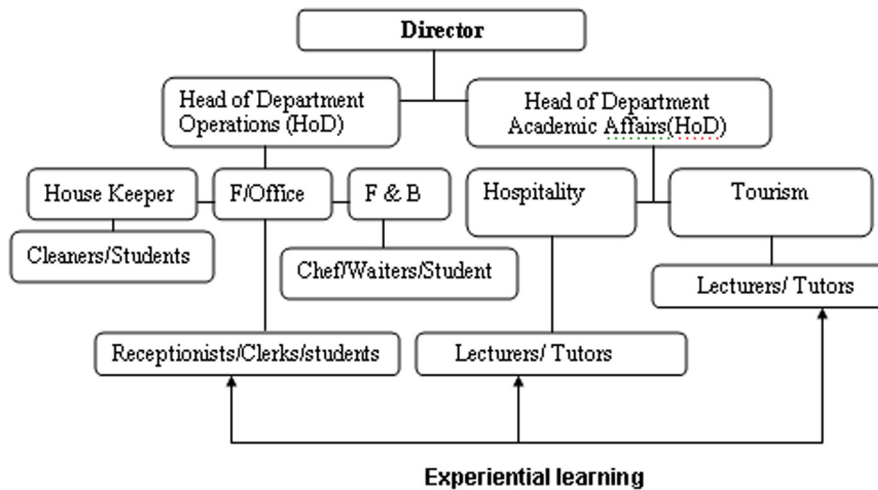 Director
Head of Department
Operations (HoD)
Head of Department
Academic Affairs(HoD)
House Keeper
F/Office
F & B
Hospitality
Tourism
Cleaners/Students
Chef/Waiters/Student
Lecturers/ Tutors
Receptionists/Clerks/students
Lecturers/ Tutors
Experiential learning